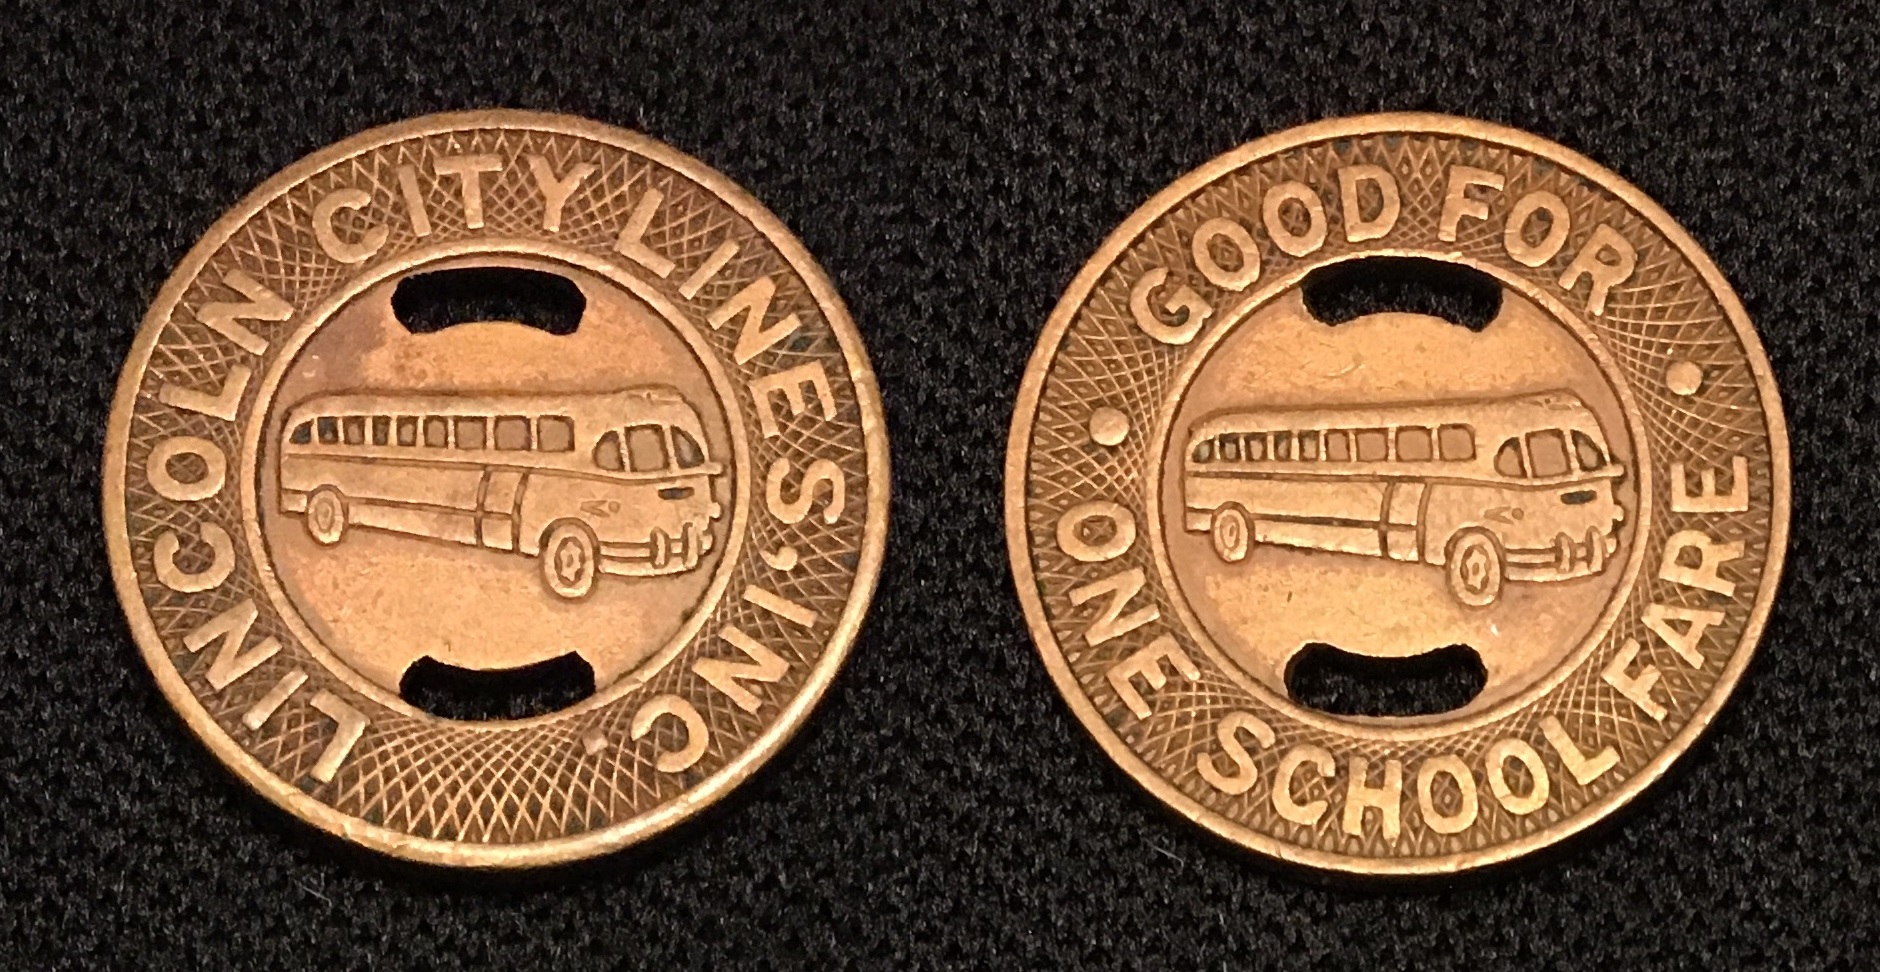 LINCOLN CITY LINES, INC.
GOOD FOR
ONE SCHOOL FARE